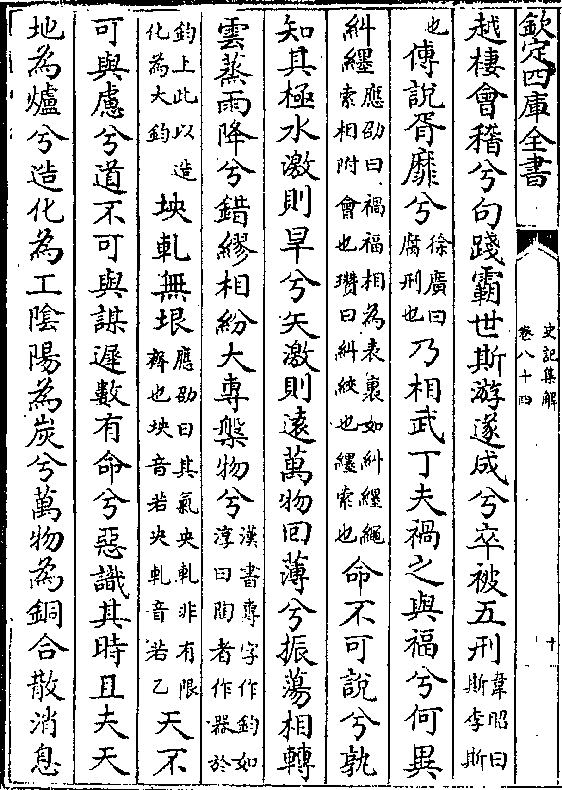 欽定四庫全書
史記集解
卷八十四
十
越棲會稽兮句踐霸世斯游遂成兮卒被五刑韋昭曰斯李斯
也傅說胥靡兮徐廣曰腐刑也乃相武丁夫禍之與福兮何異
糾纆應劭曰禍福相為表裏如糾纆繩索相附會也瓚曰糾絞也纆索也命不可說兮孰
知其極水激則旱兮矢激則遠萬物回薄兮振蕩相轉
雲蒸雨降兮錯繆相紛大專槃物兮漢書專字作鈞如淳曰陶者作器於
鈞上此以造化為大鈞坱軋無垠應劭曰其氣央軋非有限齊也坱音若央軋音若乙天不
可與慮兮道不可與謀遲數有命兮惡識其時且夫天
地為爐兮造化為工陰陽為炭兮萬物為銅合散消息